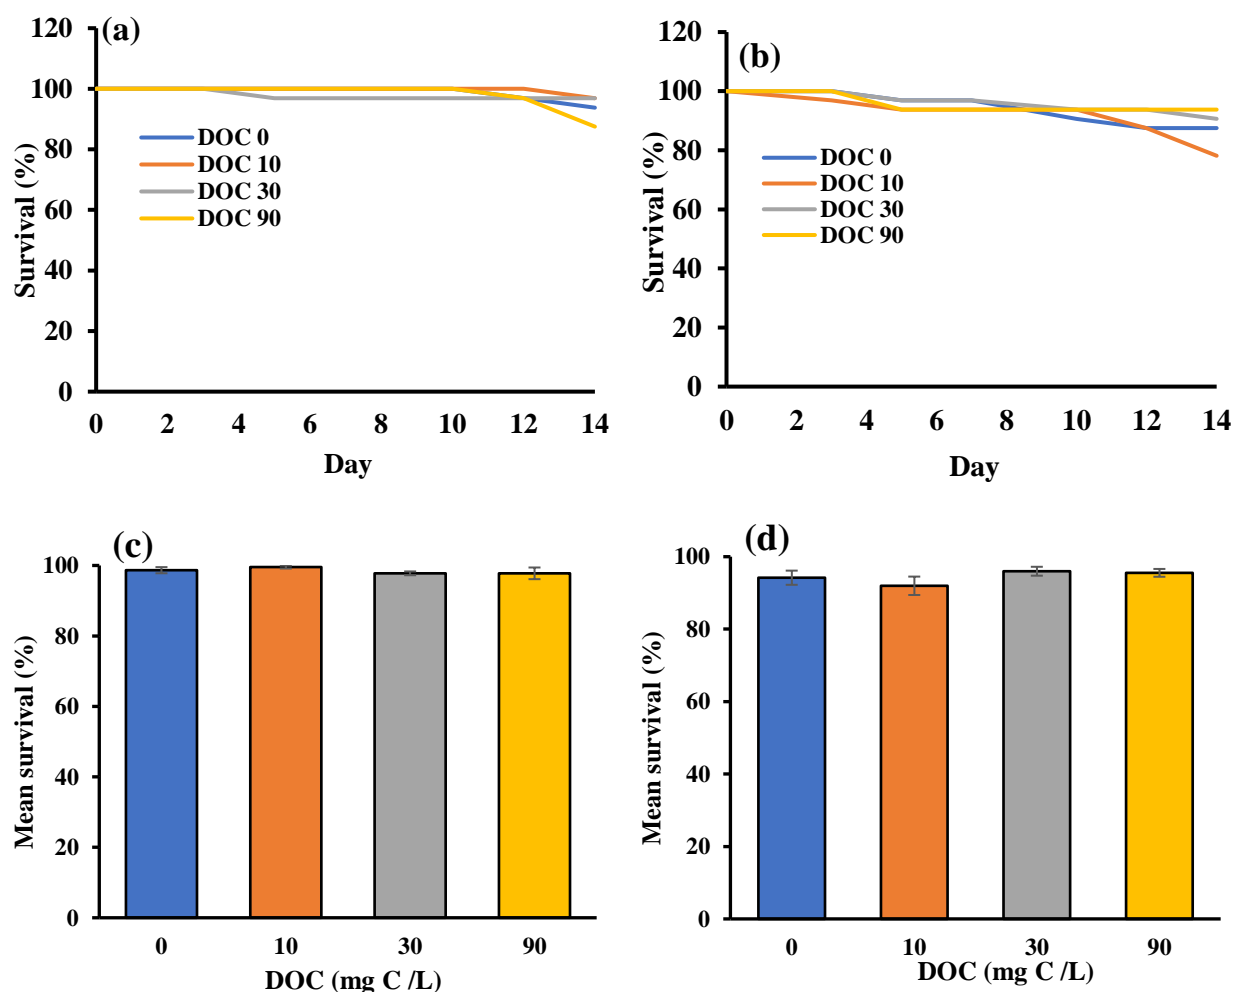 (a)
120
100
80
60
40
20
0
Survival (%)
DOC 0
DOC 10
DOC 30
DOC 90
0 2 4 6 8 10 12 14
Day
(b)
120
100
80
60
40
20
0
Survival (%)
DOC 0
DOC 10
DOC 30
DOC 90
0 2 4 6 8 10 12 14
Day
(c)
100
80
60
40
20
0
Mean survival (%)
0 10 30 90
DOC (mg C /L)
(d)
100
80
60
40
20
0
Mean survival (%)
0 10 30 90
DOC (mg C /L)